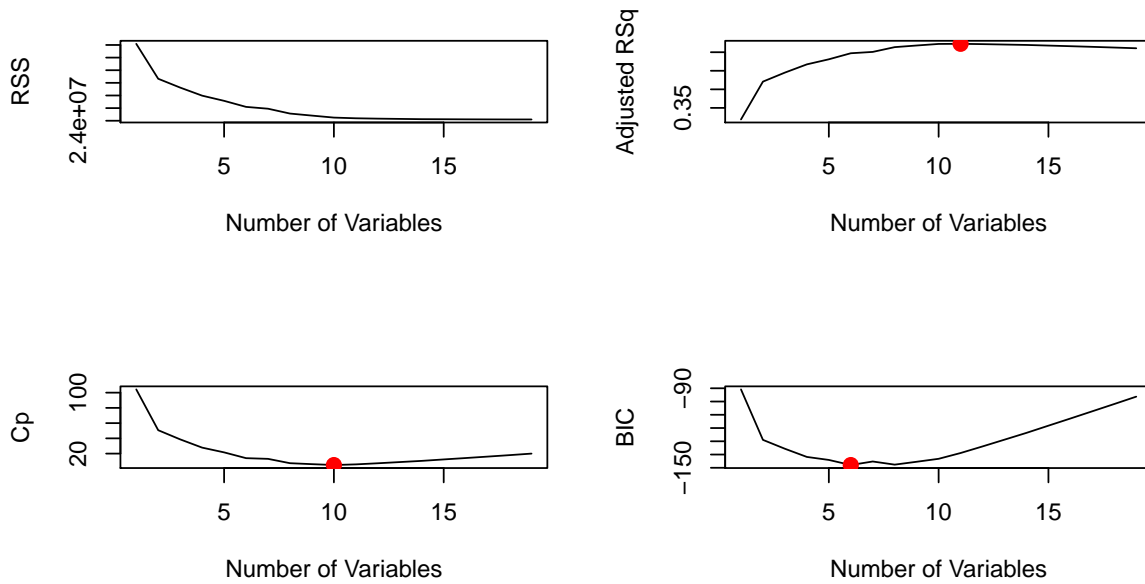 RSS
2.4e+07
5 10 15
Number of Variables
Adjusted RSq
0.35
5 10 15
Number of Variables
Cp
100
20
5 10 15
Number of Variables
BIC
−90
−150
5 10 15
Number of Variables